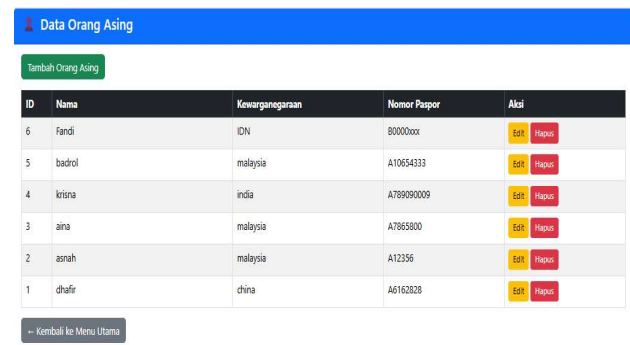 Data Orang Asing
Tambah Orang Asing
ID Nama Kewarganegaraan Nomor Paspor Aksi
6 Fandi IDN B0000xxx Edit Hapus
5 badrol malaysia A10654333 Edit Hapus
4 krisna india A789090009 Edit Hapus
3 aina malaysia A7865800 Edit Hapus
2 asnah malaysia A12356 Edit Hapus
1 dhafir china A6162828 Edit Hapus
← Kembali ke Menu Utama